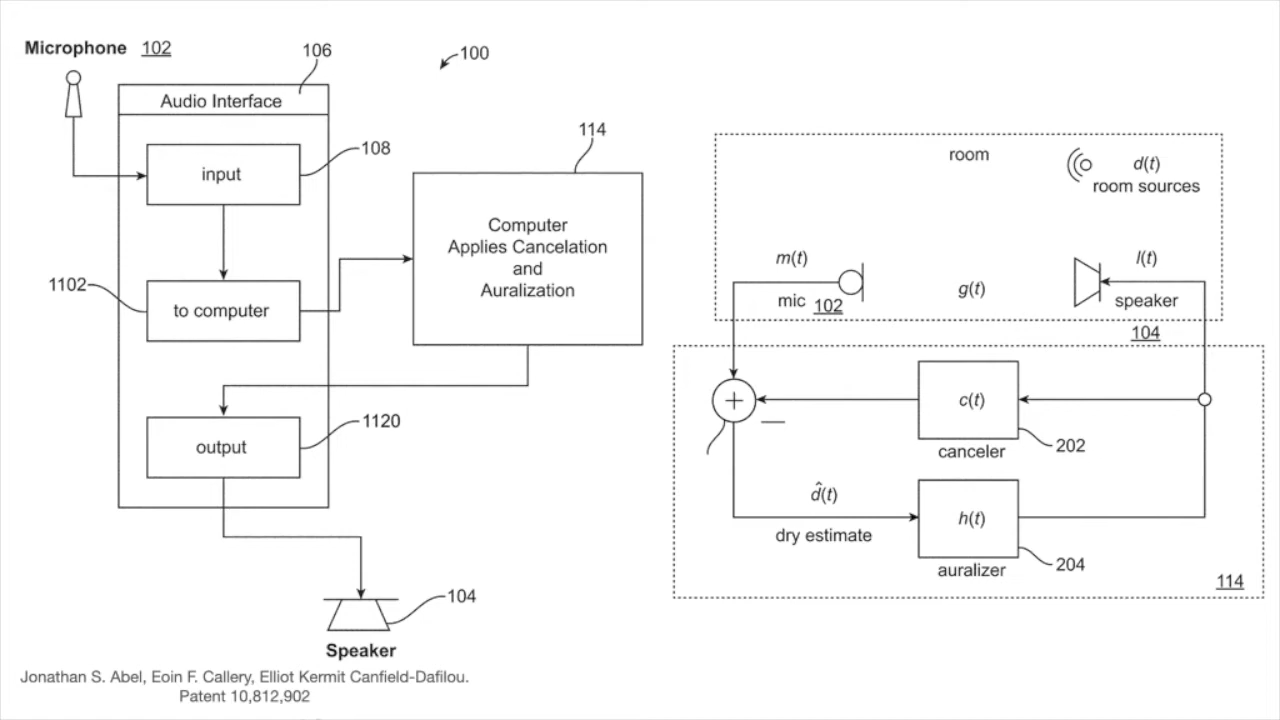 Microphone 102
106
100
Audio Interface
input
108
114
Computer
Applies Cancelation
and
Auralization
1102
to computer
output
1120
104
Speaker
Jonathan S. Abel, Eoin F. Callery, Elliot Kermit Canfield-Dafilou.
Patent 10,812,902
room
d(t)
room sources
m(t)
mic 102
g(t)
l(t)
speaker
104
+
—
c(t)
202
canceler
d̂(t)
dry estimate
h(t)
204
auralizer
114